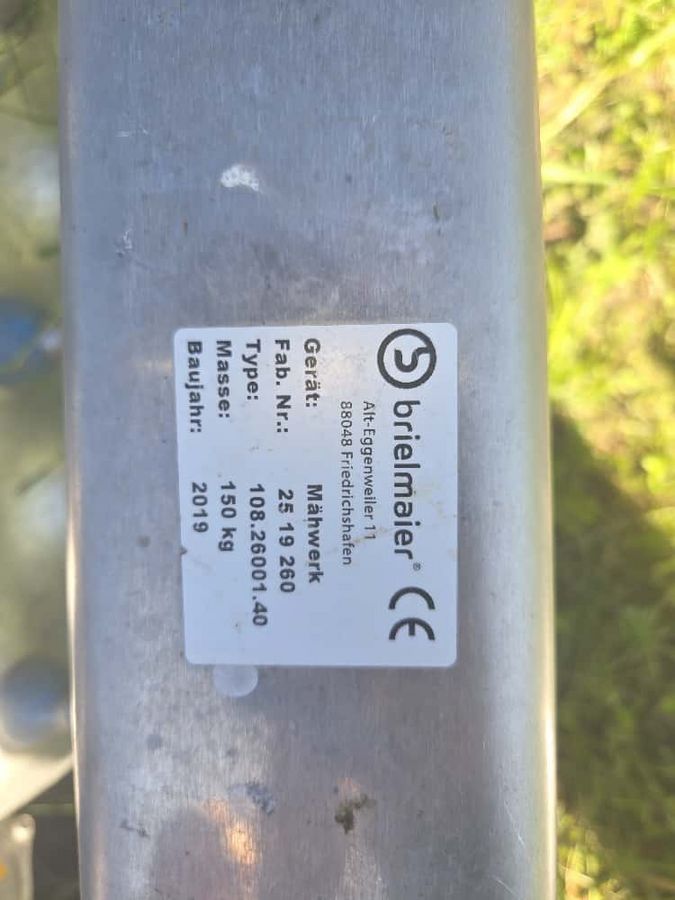 brielmaier® CE
Alt-Eggenweiler 11
88048 Friedrichshafen
Gerät: Mähwerk
Fab. Nr.: 25 19 260
Type: 108.26001.40
Masse: 150 kg
Baujahr: 2019